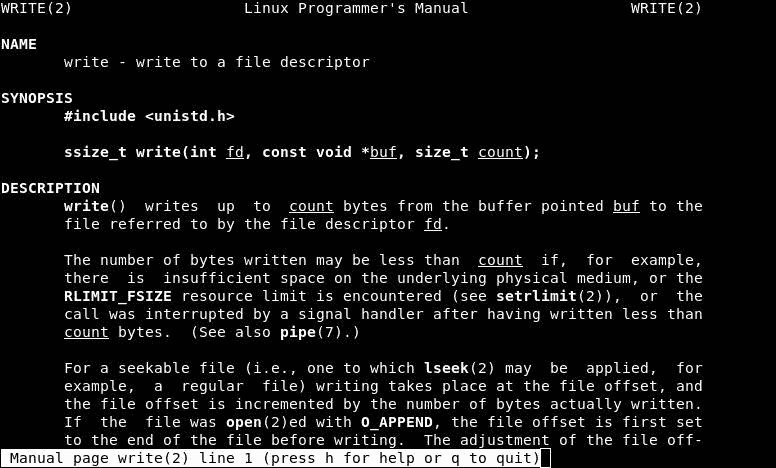 WRITE(2)                   Linux Programmer's Manual                  WRITE(2)
NAME
       write - write to a file descriptor
SYNOPSIS
       #include <unistd.h>
       ssize_t write(int fd, const void *buf, size_t count);
DESCRIPTION
       write()  writes  up  to  count bytes from the buffer pointed buf to the
       file referred to by the file descriptor fd.
       The number of bytes written may be less than  count  if,  for  example,
       there  is  insufficient space on the underlying physical medium, or the
       RLIMIT_FSIZE resource limit is encountered (see setrlimit(2)),  or  the
       call was interrupted by a signal handler after having written less than
       count bytes.  (See also pipe(7).)
       For a seekable file (i.e., one to which lseek(2) may  be  applied,  for
       example,  a  regular  file) writing takes place at the file offset, and
       the file offset is incremented by the number of bytes actually written.
       If  the  file was open(2)ed with O_APPEND, the file offset is first set
       to the end of the file before writing.  The adjustment of the file off-
 Manual page write(2) line 1 (press h for help or q to quit)